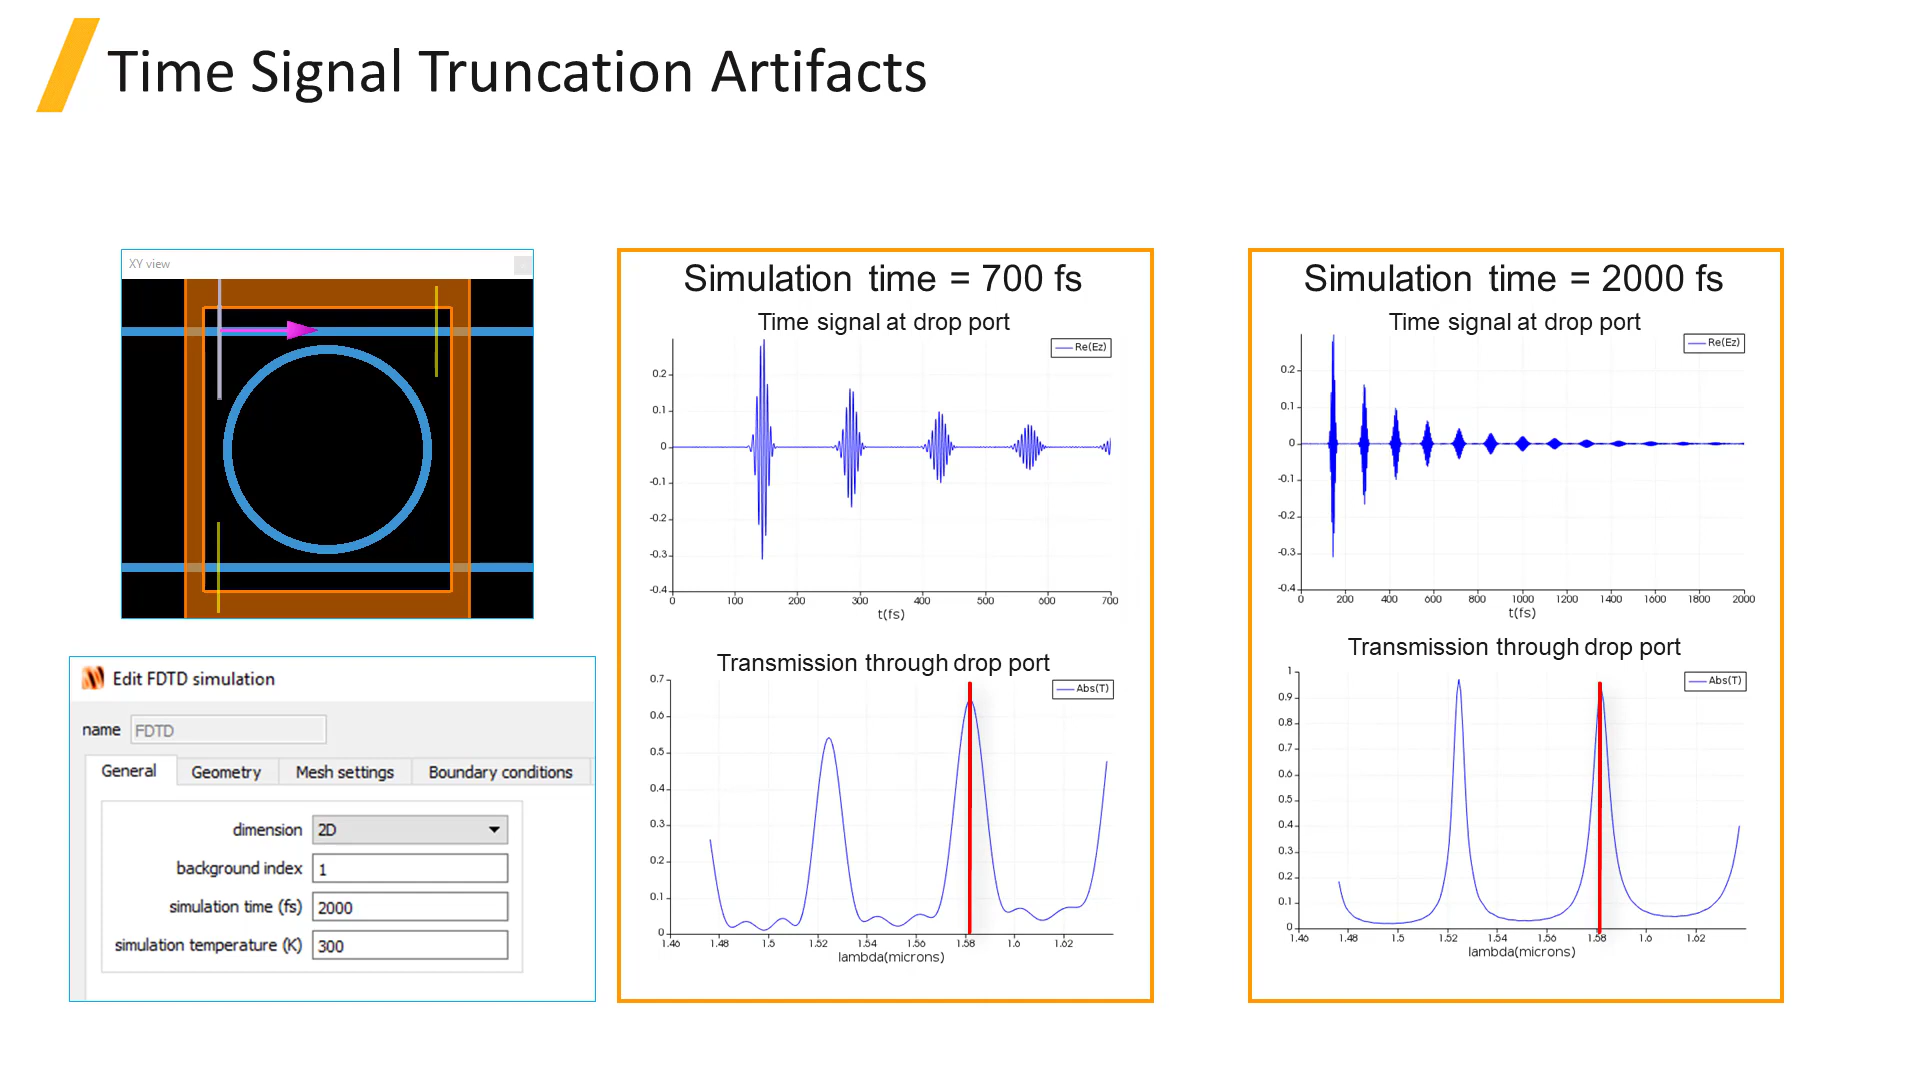 Time Signal Truncation Artifacts
XY view
Edit FDTD simulation
name FDTD
General Geometry Mesh settings Boundary conditions
dimension 2D
background index 1
simulation time (fs) 2000
simulation temperature (K) 300
Simulation time = 700 fs
Time signal at drop port
Re(Ez)
0.2
0.1
0
-0.1
-0.2
-0.3
-0.4
0 100 200 300 400 500 600 700
t(fs)
Transmission through drop port
Abs(T)
0.7
0.6
0.5
0.4
0.3
0.2
0.1
0
1.46 1.48 1.5 1.52 1.54 1.56 1.58 1.6 1.62
lambda(microns)
Simulation time = 2000 fs
Time signal at drop port
Re(Ez)
0.2
0.1
0
-0.1
-0.2
-0.3
-0.4
0 200 400 600 800 1000 1200 1400 1600 1800 2000
t(fs)
Transmission through drop port
Abs(T)
1
0.9
0.8
0.7
0.6
0.5
0.4
0.3
0.2
0.1
0
1.46 1.48 1.5 1.52 1.54 1.56 1.58 1.6 1.62
lambda(microns)